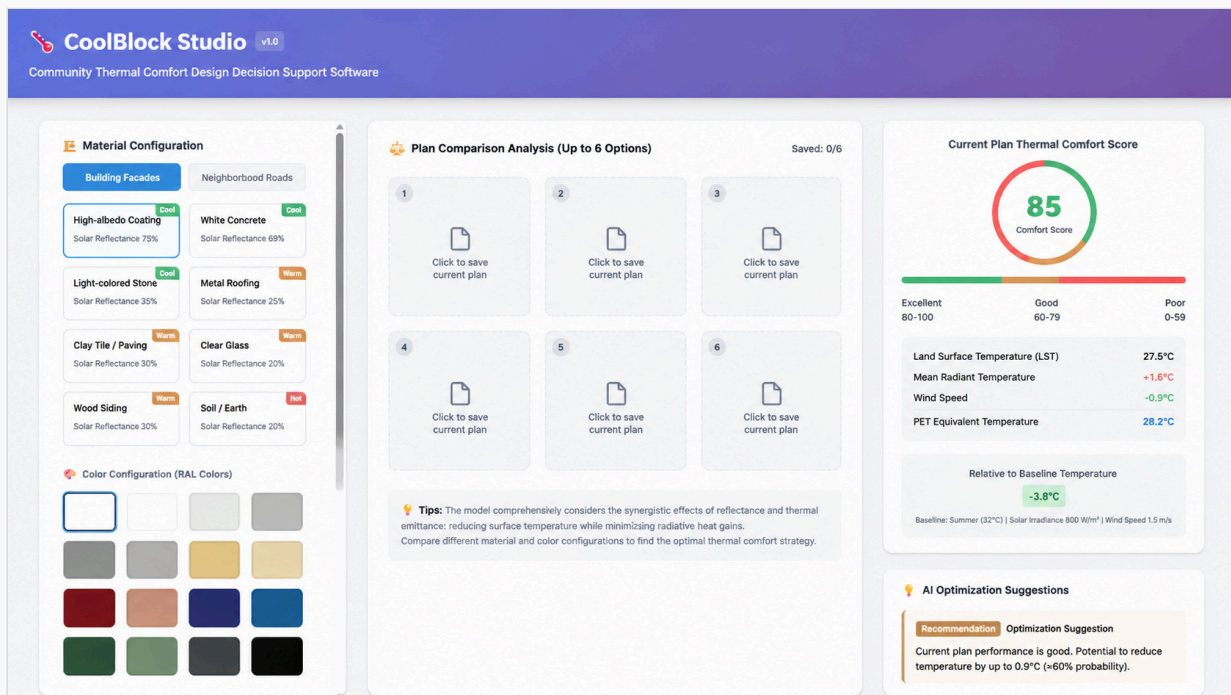 CoolBlock Studio v1.0
Community Thermal Comfort Design Decision Support Software
Material Configuration
Building Facades
Neighborhood Roads
High-albedo Coating
Cool
Solar Reflectance 75%
White Concrete
Cool
Solar Reflectance 69%
Light-colored Stone
Cool
Solar Reflectance 35%
Metal Roofing
Warm
Solar Reflectance 25%
Clay Tile / Paving
Warm
Solar Reflectance 30%
Clear Glass
Warm
Solar Reflectance 20%
Wood Siding
Warm
Solar Reflectance 30%
Soil / Earth
Hot
Solar Reflectance 20%
Color Configuration (RAL Colors)
Plan Comparison Analysis (Up to 6 Options)
Saved: 0/6
1
Click to save
current plan
2
Click to save
current plan
3
Click to save
current plan
4
Click to save
current plan
5
Click to save
current plan
6
Click to save
current plan
Tips: The model comprehensively considers the synergistic effects of reflectance and thermal
emittance: reducing surface temperature while minimizsing radiative heat gains.
Compare different material and color configurations to find the optimal thermal comfort strategy.
Current Plan Thermal Comfort Score
85
Comfort Score
Excellent
80-100
Good
60-79
Poor
0-59
Land Surface Temperature (LST) 27.5°C
Mean Radiant Temperature +1.6°C
Wind Speed -0.9°C
PET Equivalent Temperature 28.2°C
Relative to Baseline Temperature
-3.8°C
Baseline: Summer (32°C) | Solar Irradiance 800 W/m² | Wind Speed 1.5 m/s
AI Optimization Suggestions
Recommendation Optimization Suggestion
Current plan performance is good. Potential to reduce
temperature by up to 0.9°C (≈60% probability).